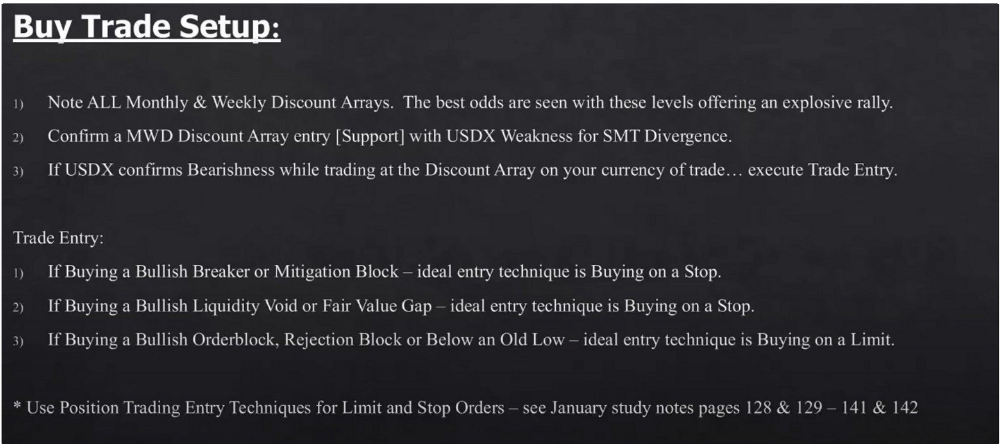 Buy Trade Setup:
1) Note ALL Monthly & Weekly Discount Arrays.  The best odds are seen with these levels offering an explosive rally.
2) Confirm a MWD Discount Array entry [Support] with USDX Weakness for SMT Divergence.
3) If USDX confirms Bearishness while trading at the Discount Array on your currency of trade… execute Trade Entry.
Trade Entry:
1) If Buying a Bullish Breaker or Mitigation Block – ideal entry technique is Buying on a Stop.
2) If Buying a Bullish Liquidity Void or Fair Value Gap – ideal entry technique is Buying on a Stop.
3) If Buying a Bullish Orderblock, Rejection Block or Below an Old Low – ideal entry technique is Buying on a Limit.
* Use Position Trading Entry Techniques for Limit and Stop Orders – see January study notes pages 128 & 129 – 141 & 142